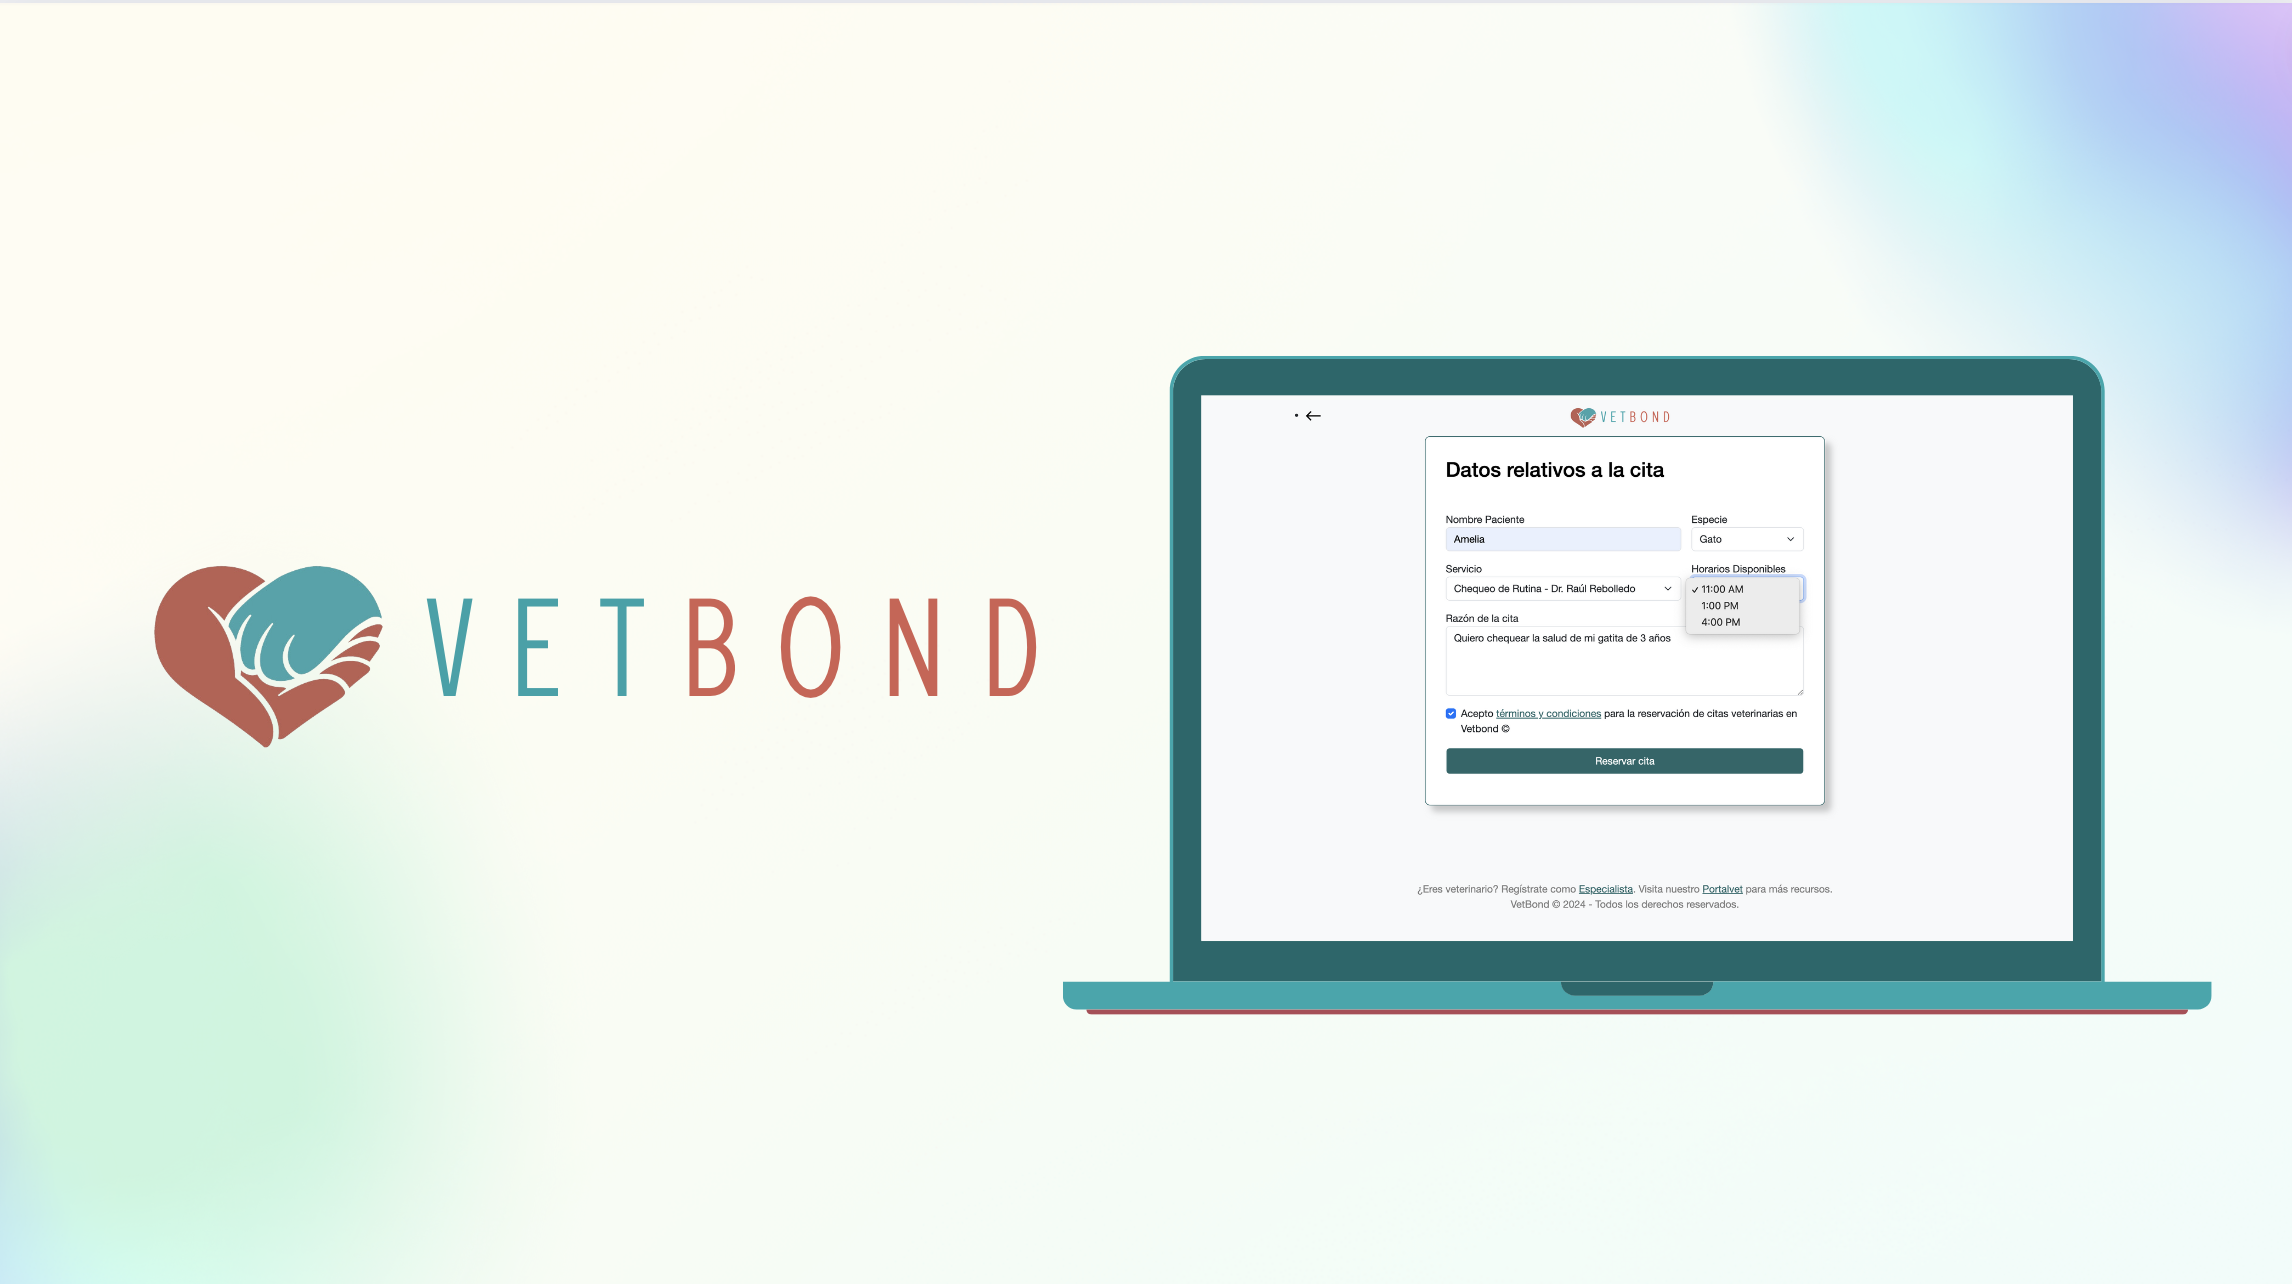 VETBOND
VETBOND
Datos relativos a la cita
Nombre Paciente
Especie
Amelia
Gato
Servicio
Horarios Disponibles
Chequeo de Rutina - Dr. Raúl Rebolledo
✓ 11:00 AM
1:00 PM
4:00 PM
Razón de la cita
Quiero chequear la salud de mi gatita de 3 años
Acepto términos y condiciones para la reservación de citas veterinarias en
Vetbond ©
Reservar cita
¿Eres veterinario? Regístrate como Especialista. Visita nuestro Portalvet para más recursos.
VetBond © 2024 - Todos los derechos reservados.